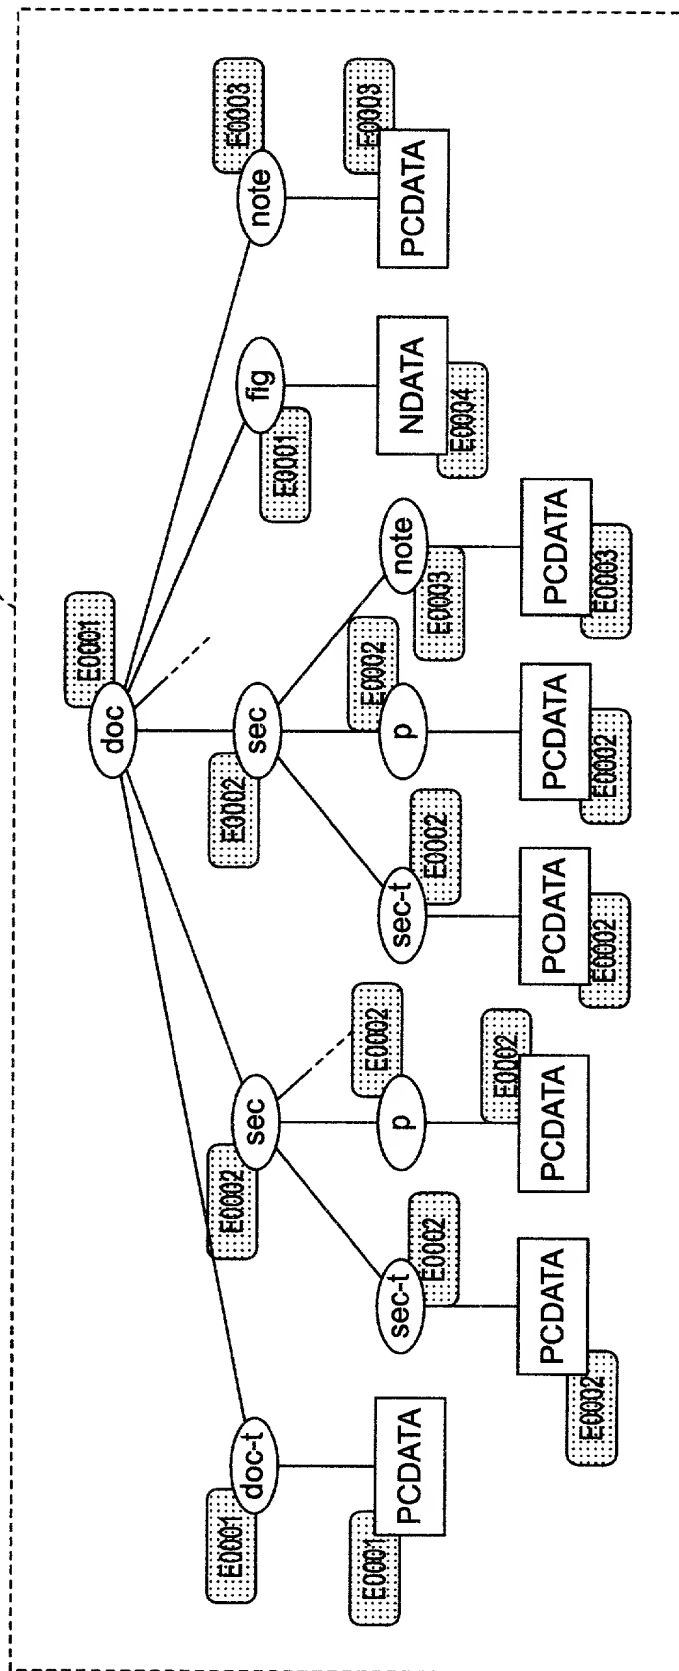 E0001
doc
E0001
doc-t
E0002
sec
E0002
sec
E0001
fig
E0003
note
E0001
PCDATA
sec-t
E0002
E0002
p
sec-t
E0002
E0002
p
note
E0003
NDATA
E0004
E0003
PCDATA
PCDATA
E0002
E0002
PCDATA
PCDATA
E0002
PCDATA
E0002
PCDATA
E0003